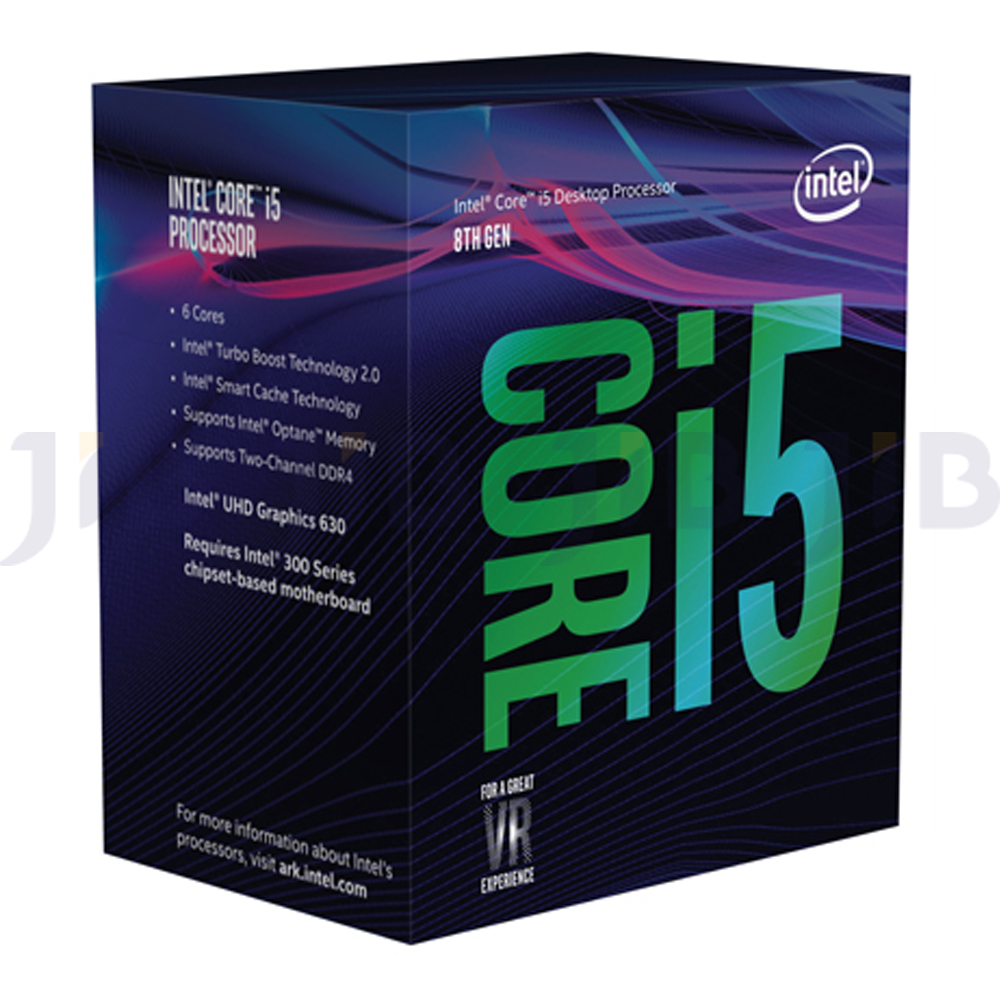 INTEL® CORE™ i5
PROCESSOR
• 6 Cores
• Intel® Turbo Boost Technology 2.0
• Intel® Smart Cache Technology
• Supports Intel® Optane™ Memory
• Supports Two-Channel DDR4
Intel® UHD Graphics 630
Requires Intel® 300 Series
chipset-based motherboard
For more information about Intel's
processors, visit ark.intel.com
Intel® Core™ i5 Desktop Processor
8TH GEN
intel
CORE i5
FOR A GREAT
VR
EXPERIENCE